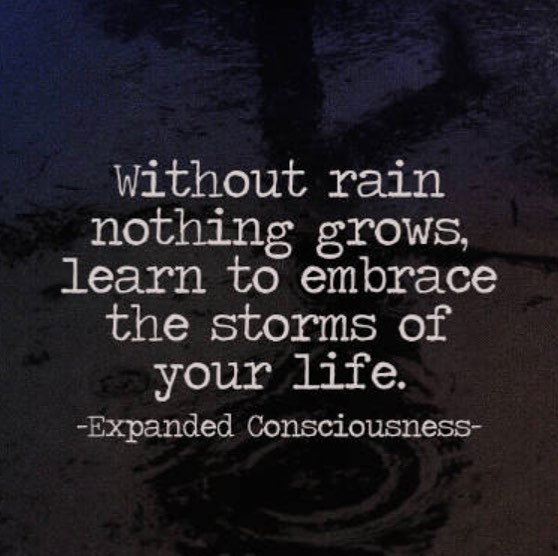 Without rain
nothing grows,
learn to embrace
the storms of
your life.
-Expanded Consciousness-